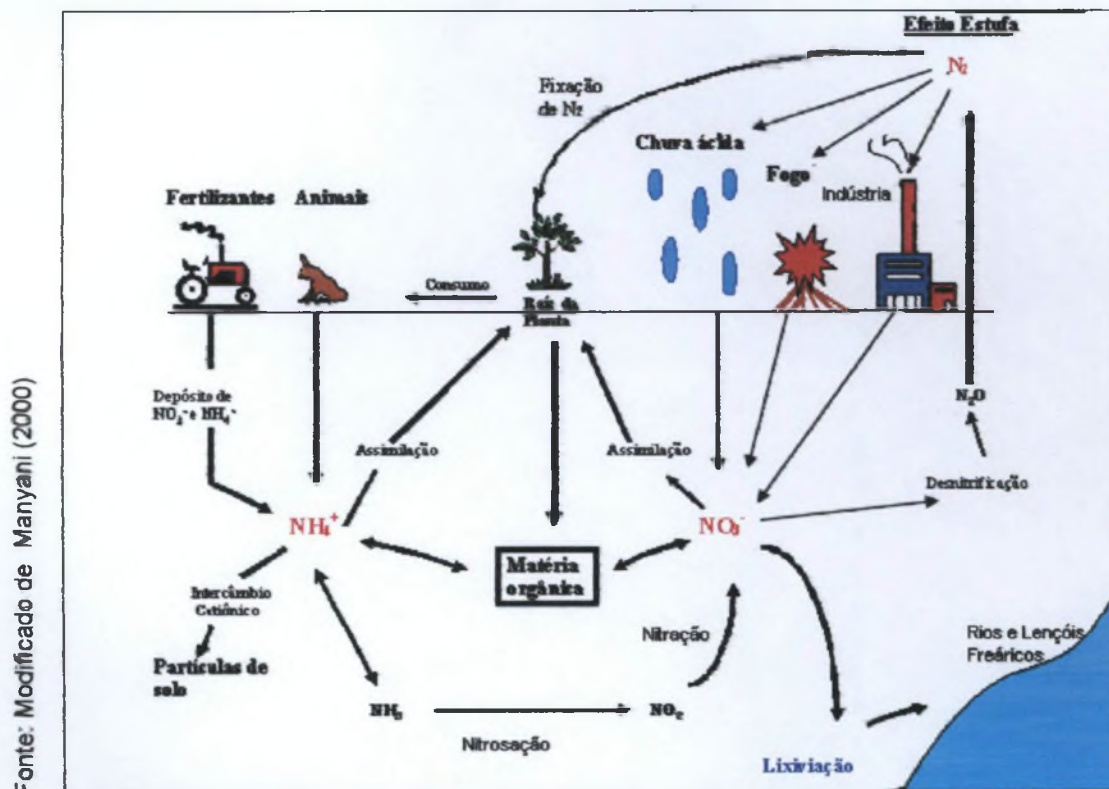 Efeito Estufa
N₂
Fixação
de N₂
Chuva ácida
Fogo
Indústria
Fertilizantes
Animais
Consumo
Raiz da
Planta
Depósito de
NO₃⁻ e NH₄⁻
Assimilação
Assimilação
N₂O
Desnitrificação
NH₄⁺
NO₃⁻
Matéria
orgânica
Intercâmbio
Catiônico
Partículas de
solo
Nitração
Rios e Lençóis
Freáricos
NH₃
NO₂
Nitrosação
Lixiviação
Fonte: Modificado de Manyani (2000)